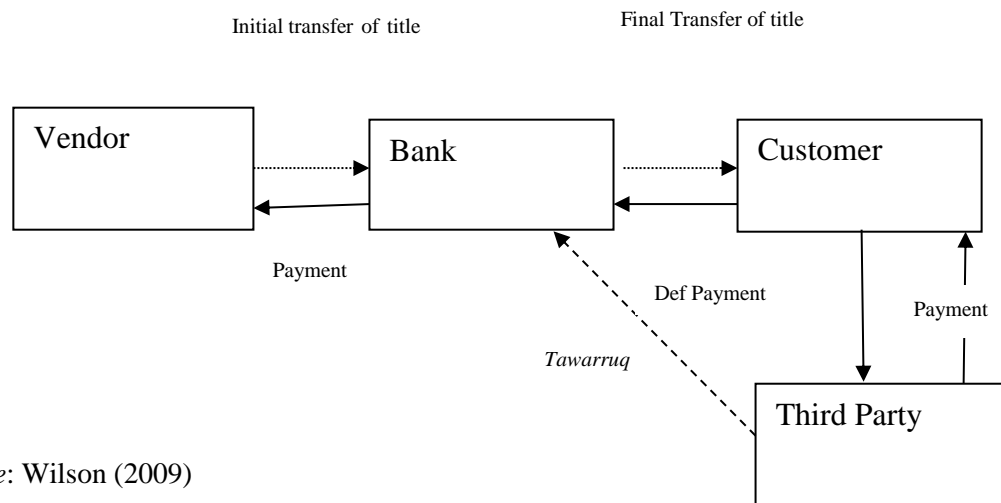 Initial transfer of title
Final Transfer of title
Vendor
Bank
Customer
Payment
Def Payment
Payment
Tawarruq
Third Party
e: Wilson (2009)